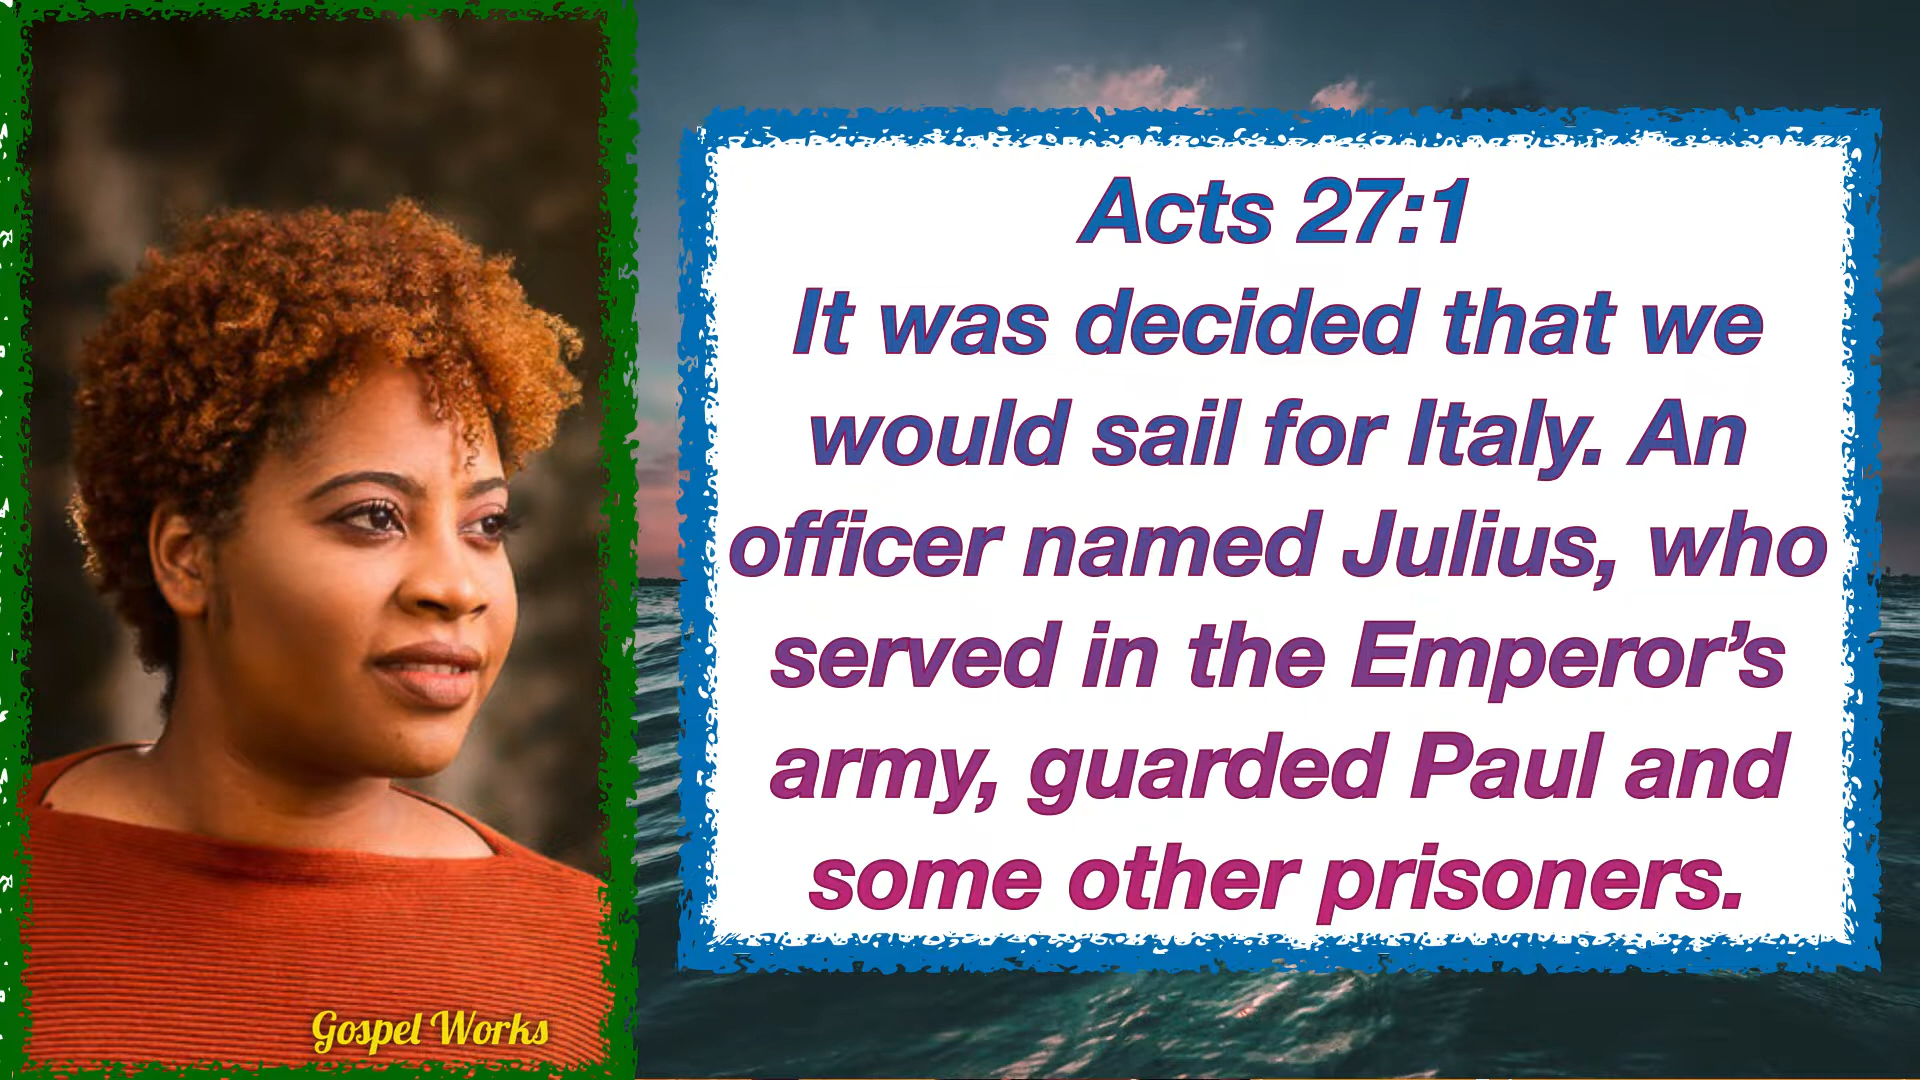 Acts 27:1
It was decided that we
would sail for Italy. An
officer named Julius, who
served in the Emperor’s
army, guarded Paul and
some other prisoners.
Gospel Works